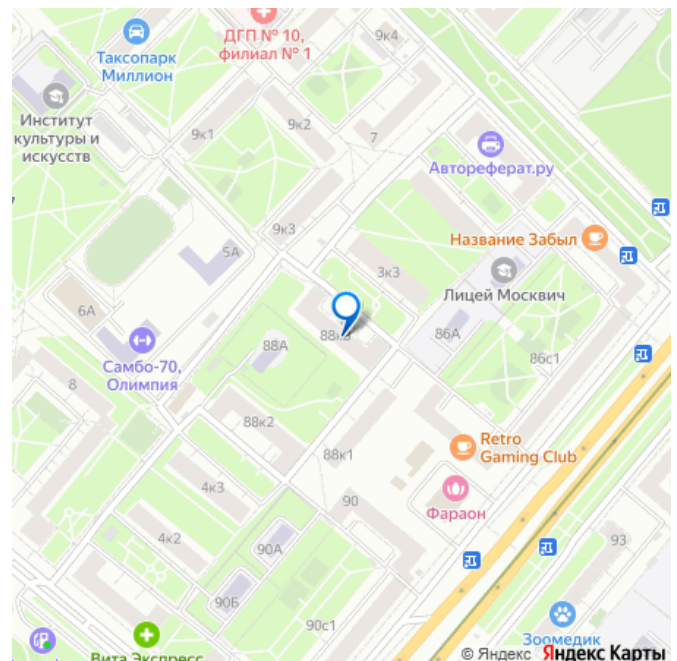 ДГП № 10,
филиал № 1
9к4
Таксопарк
Миллион
Институт
культуры и
искусств
9к1
9к2
7
Автореферат.ру
7
9к3
5А
Название Забыл
3к3
Лицей Москвич
6А
88к3
86А
88А
86с1
Самбо-70,
Олимпия
8
88к2
88к1
Retro
Gaming Club
4к3
90
Фараон
4к2
90А
93
90Б
90с1
Вита Экспресс
Зоомедик
© Яндекс Яндекс Карты